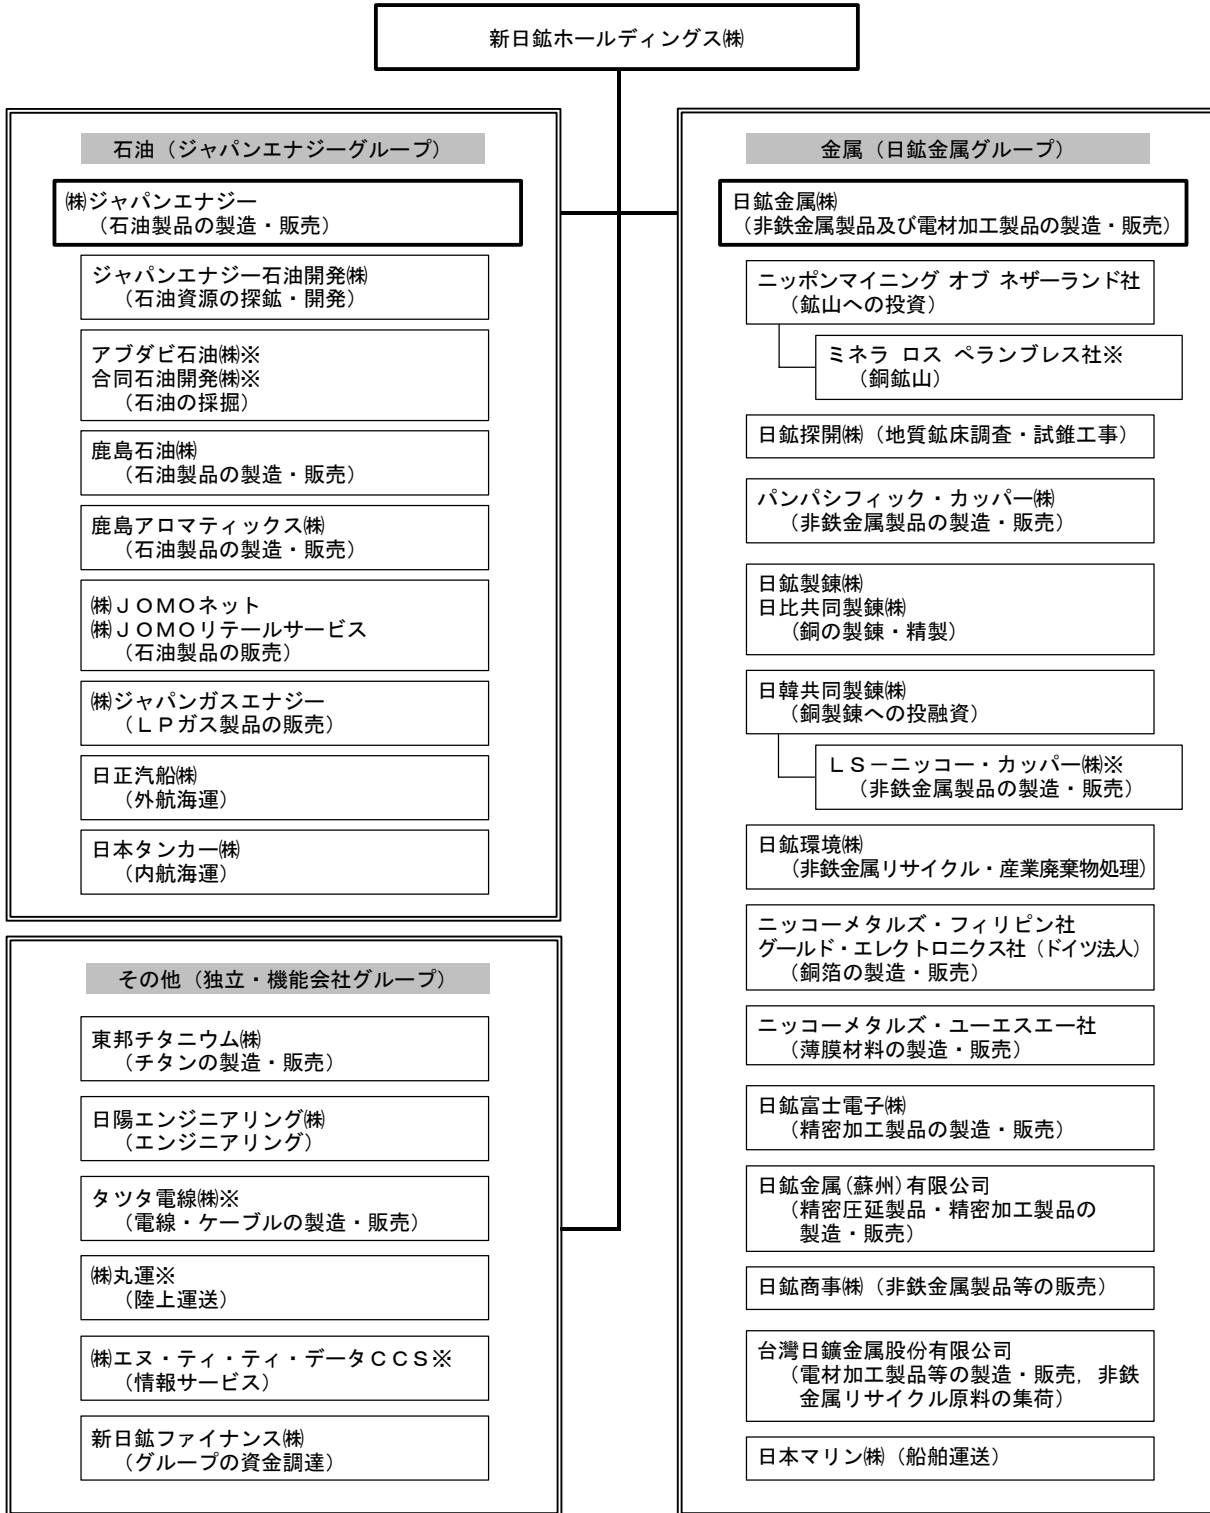 新日鉱ホールディングス㈱
石油（ジャパンエナジーグループ）
㈱ジャパンエナジー
（石油製品の製造・販売）
ジャパンエナジー石油開発㈱
（石油資源の探鉱・開発）
アブダビ石油㈱※
合同石油開発㈱※
（石油の採掘）
鹿島石油㈱
（石油製品の製造・販売）
鹿島アロマティックス㈱
（石油製品の製造・販売）
㈱ＪＯＭＯネット
㈱ＪＯＭＯリテールサービス
（石油製品の販売）
㈱ジャパンガスエナジー
（ＬＰガス製品の販売）
日正汽船㈱
（外航海運）
日本タンカー㈱
（内航海運）
その他（独立・機能会社グループ）
東邦チタニウム㈱
（チタンの製造・販売）
日陽エンジニアリング㈱
（エンジニアリング）
タツタ電線㈱※
（電線・ケーブルの製造・販売）
㈱丸運※
（陸上運送）
㈱エヌ・ティ・ティ・データＣＣＳ※
（情報サービス）
新日鉱ファイナンス㈱
（グループの資金調達）
金属（日鉱金属グループ）
日鉱金属㈱
（非鉄金属製品及び電材加工製品の製造・販売）
ニッポンマイニング オブ ネザーランド社
（鉱山への投資）
ミネラ ロス ペランブレス社※
（銅鉱山）
日鉱探開㈱（地質鉱床調査・試錐工事）
パンパシフィック・カッパー㈱
（非鉄金属製品の製造・販売）
日鉱製錬㈱
日比共同製錬㈱
（銅の製錬・精製）
日韓共同製錬㈱
（銅製錬への投融資）
ＬＳ－ニッコー・カッパー㈱※
（非鉄金属製品の製造・販売）
日鉱環境㈱
（非鉄金属リサイクル・産業廃棄物処理）
ニッコーメタルズ・フィリピン社
グールド・エレクトロニクス社（ドイツ法人）
（銅箔の製造・販売）
ニッコーメタルズ・ユーエスエー社
（薄膜材料の製造・販売）
日鉱富士電子㈱
（精密加工製品の製造・販売）
日鉱金属（蘇州）有限公司
（精密圧延製品・精密加工製品の
製造・販売）
日鉱商事㈱（非鉄金属製品等の販売）
台灣日鑛金属股份有限公司
（電材加工製品等の製造・販売，非鉄
金属リサイクル原料の集荷）
日本マリン㈱（船舶運送）